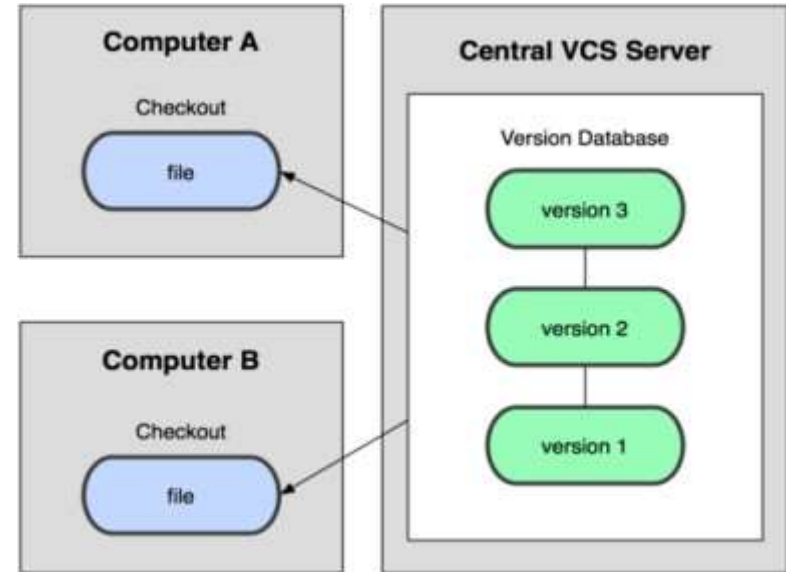 Computer A
Checkout
file
Computer B
Checkout
file
Central VCS Server
Version Database
version 3
version 2
version 1